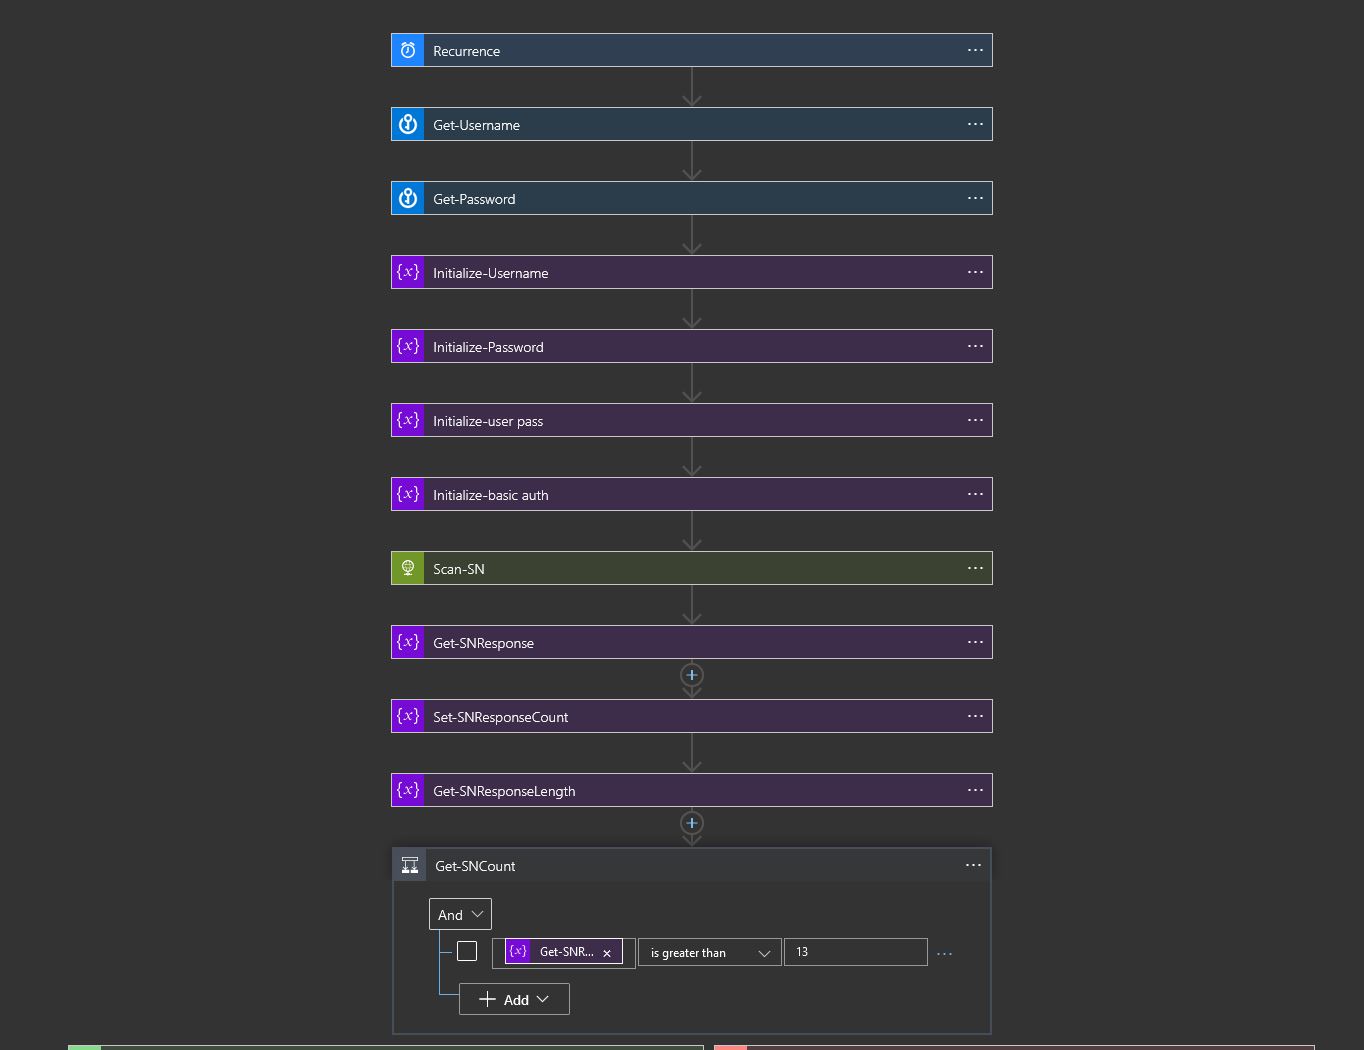 Recurrence
Get-Username
Get-Password
{x} Initialize-Username
{x} Initialize-Password
{x} Initialize-user pass
{x} Initialize-basic auth
Scan-SN
{x} Get-SNResponse
{x} Set-SNResponseCount
{x} Get-SNResponseLength
Get-SNCount
And
{x} Get-SNR... × is greater than 13
Add